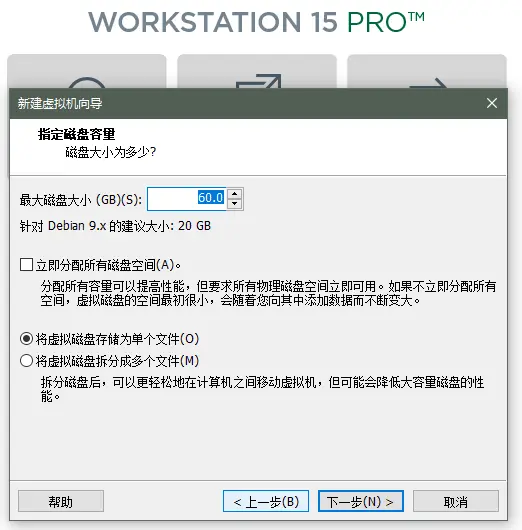 WORKSTATION 15 PRO™
新建虚拟机向导
指定磁盘容量
磁盘大小为多少?
最大磁盘大小 (GB)(S): 60.0
针对 Debian 9.x 的建议大小: 20 GB
立即分配所有磁盘空间(A)。
分配所有容量可以提高性能，但要求所有物理磁盘空间立即可用。如果不立即分配所有
空间，虚拟磁盘的空间最初很小，会随着您向其中添加数据而不断变大。
将虚拟磁盘存储为单个文件(O)
将虚拟磁盘拆分成多个文件(M)
拆分磁盘后，可以更轻松地在计算机之间移动虚拟机，但可能会降低大容量磁盘的性
能。
帮助 < 上一步(B) 下一步(N) > 取消